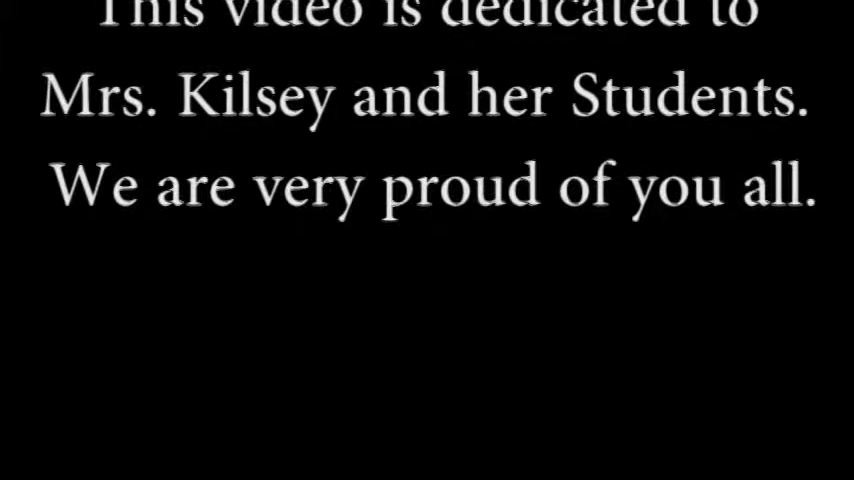 This video is dedicated to
Mrs. Kilsey and her Students.
We are very proud of you all.